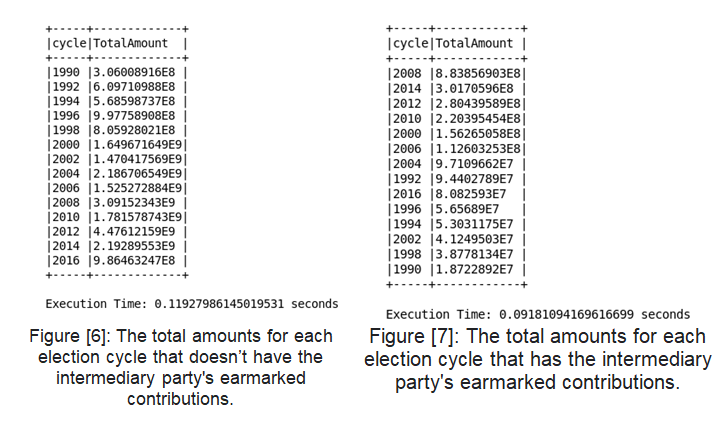 +-----+------------+
|cycle|TotalAmount  |
+-----+------------+
|1990 |3.06008916E8 |
|1992 |6.09710988E8 |
|1994 |5.68598737E8 |
|1996 |9.97758908E8 |
|1998 |8.05928021E8 |
|2000 |1.649671649E9|
|2002 |1.470417569E9|
|2004 |2.186706549E9|
|2006 |1.525272884E9|
|2008 |3.09152343E9 |
|2010 |1.781578743E9|
|2012 |4.47612159E9 |
|2014 |2.19289553E9 |
|2016 |9.86463247E8 |
+-----+------------+
Execution Time: 0.11927986145019531 seconds
Figure [6]: The total amounts for each
election cycle that doesn’t have the
intermediary party's earmarked
contributions.
+-----+------------+
|cycle|TotalAmount |
+-----+------------+
|2008 |8.83856903E8|
|2014 |3.0170596E8 |
|2012 |2.80439589E8|
|2010 |2.20395454E8|
|2000 |1.56265058E8|
|2006 |1.12603253E8|
|2004 |9.7109662E7 |
|1992 |9.4402789E7 |
|2016 |8.082593E7  |
|1996 |5.65689E7   |
|1994 |5.3031175E7 |
|2002 |4.1249503E7 |
|1998 |3.8778134E7 |
|1990 |1.8722892E7 |
+-----+------------+
Execution Time: 0.09181094169616699 seconds
Figure [7]: The total amounts for each
election cycle that has the intermediary
party's earmarked contributions.